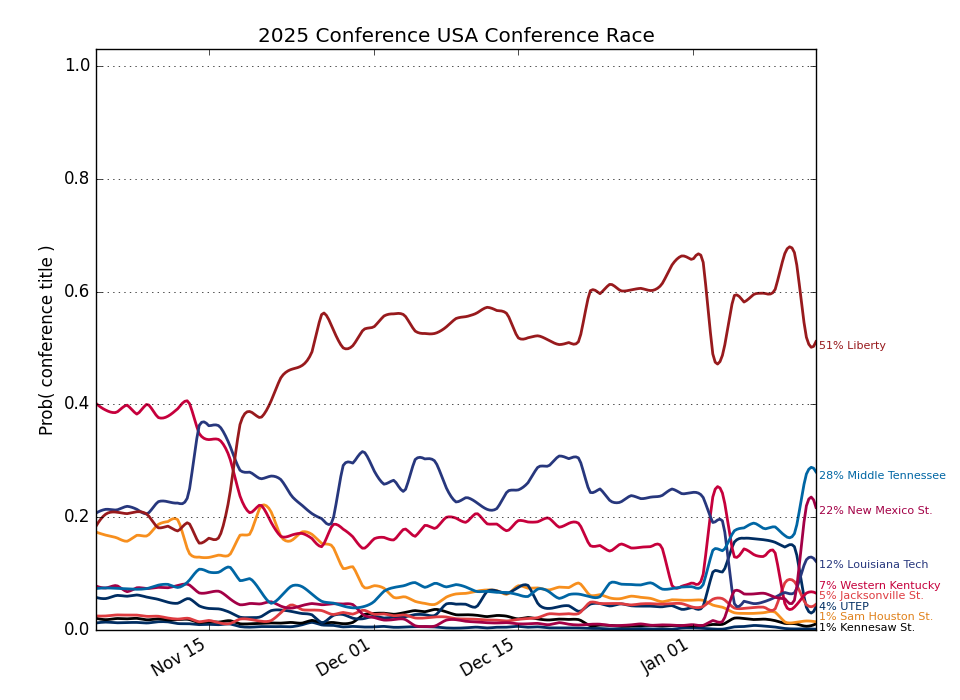 2025 Conference USA Conference Race
Prob( conference title )
1.0
0.8
0.6
0.4
0.2
0.0
Nov 15
Dec 01
Dec 15
Jan 01
51% Liberty
28% Middle Tennessee
22% New Mexico St.
12% Louisiana Tech
7% Western Kentucky
5% Jacksonville St.
4% UTEP
1% Sam Houston St.
1% Kennesaw St.